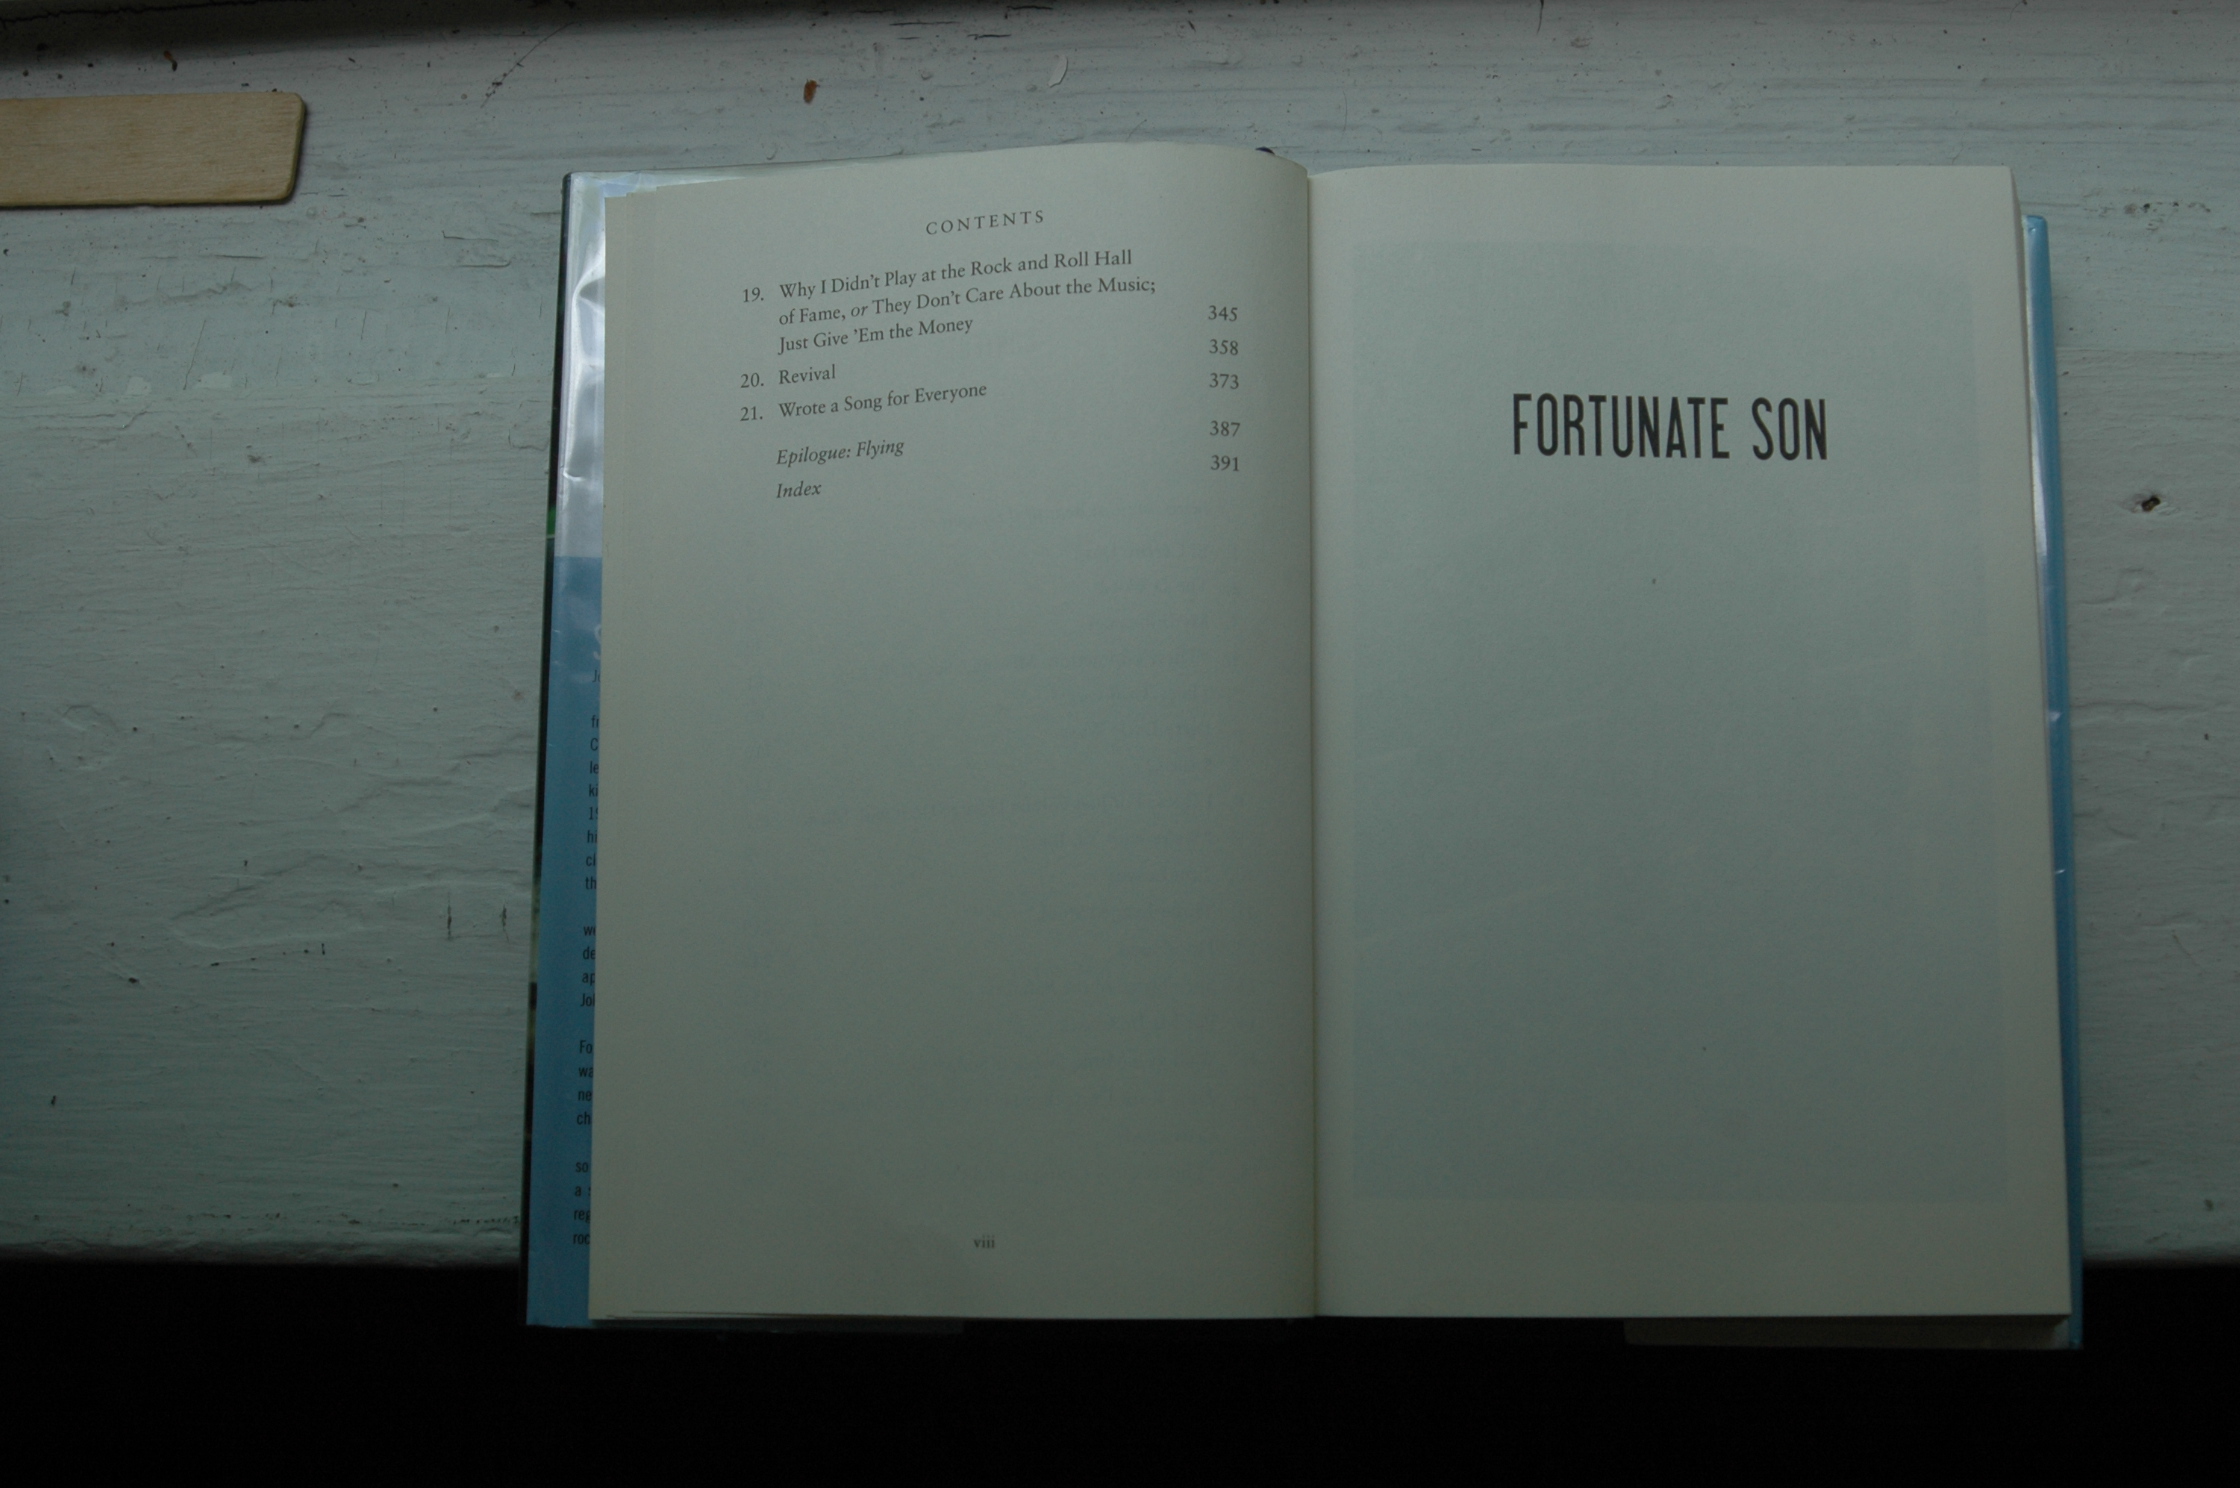 CONTENTS
19. Why I Didn't Play at the Rock and Roll Hall
of Fame, or They Don't Care About the Music;
Just Give 'Em the Money 345
20. Revival 358
21. Wrote a Song for Everyone 373
Epilogue: Flying 387
Index 391
viii
FORTUNATE SON